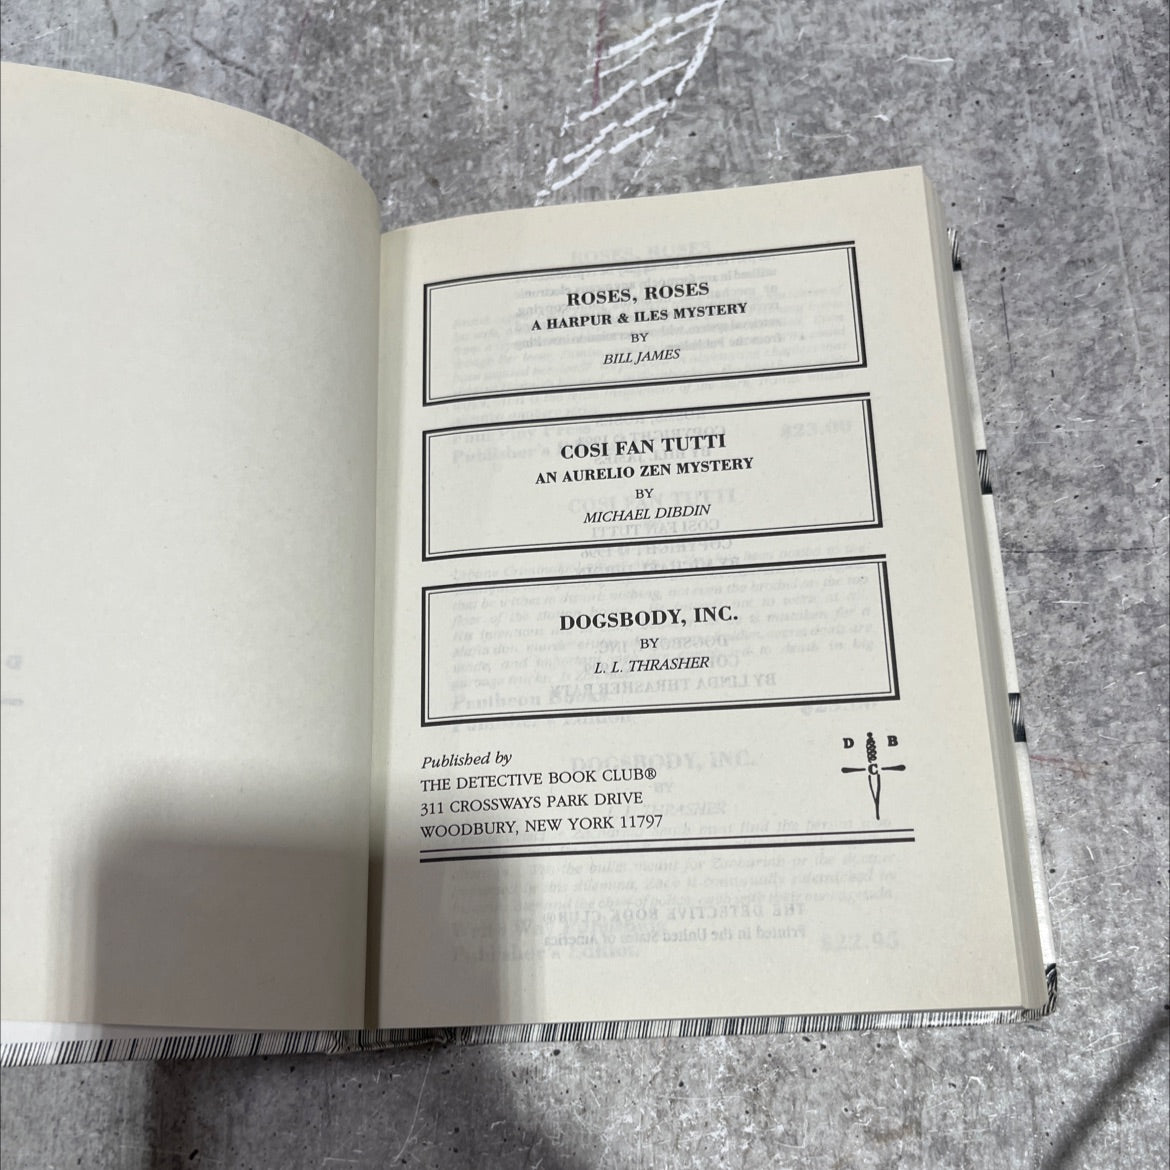 ROSES, ROSES
A HARPUR & ILES MYSTERY
BY
BILL JAMES
COSI FAN TUTTI
AN AURELIO ZEN MYSTERY
BY
MICHAEL DIBDIN
DOGSBODY, INC.
BY
L. L. THRASHER
Published by
THE DETECTIVE BOOK CLUB®
311 CROSSWAYS PARK DRIVE
WOODBURY, NEW YORK 11797
D B
C